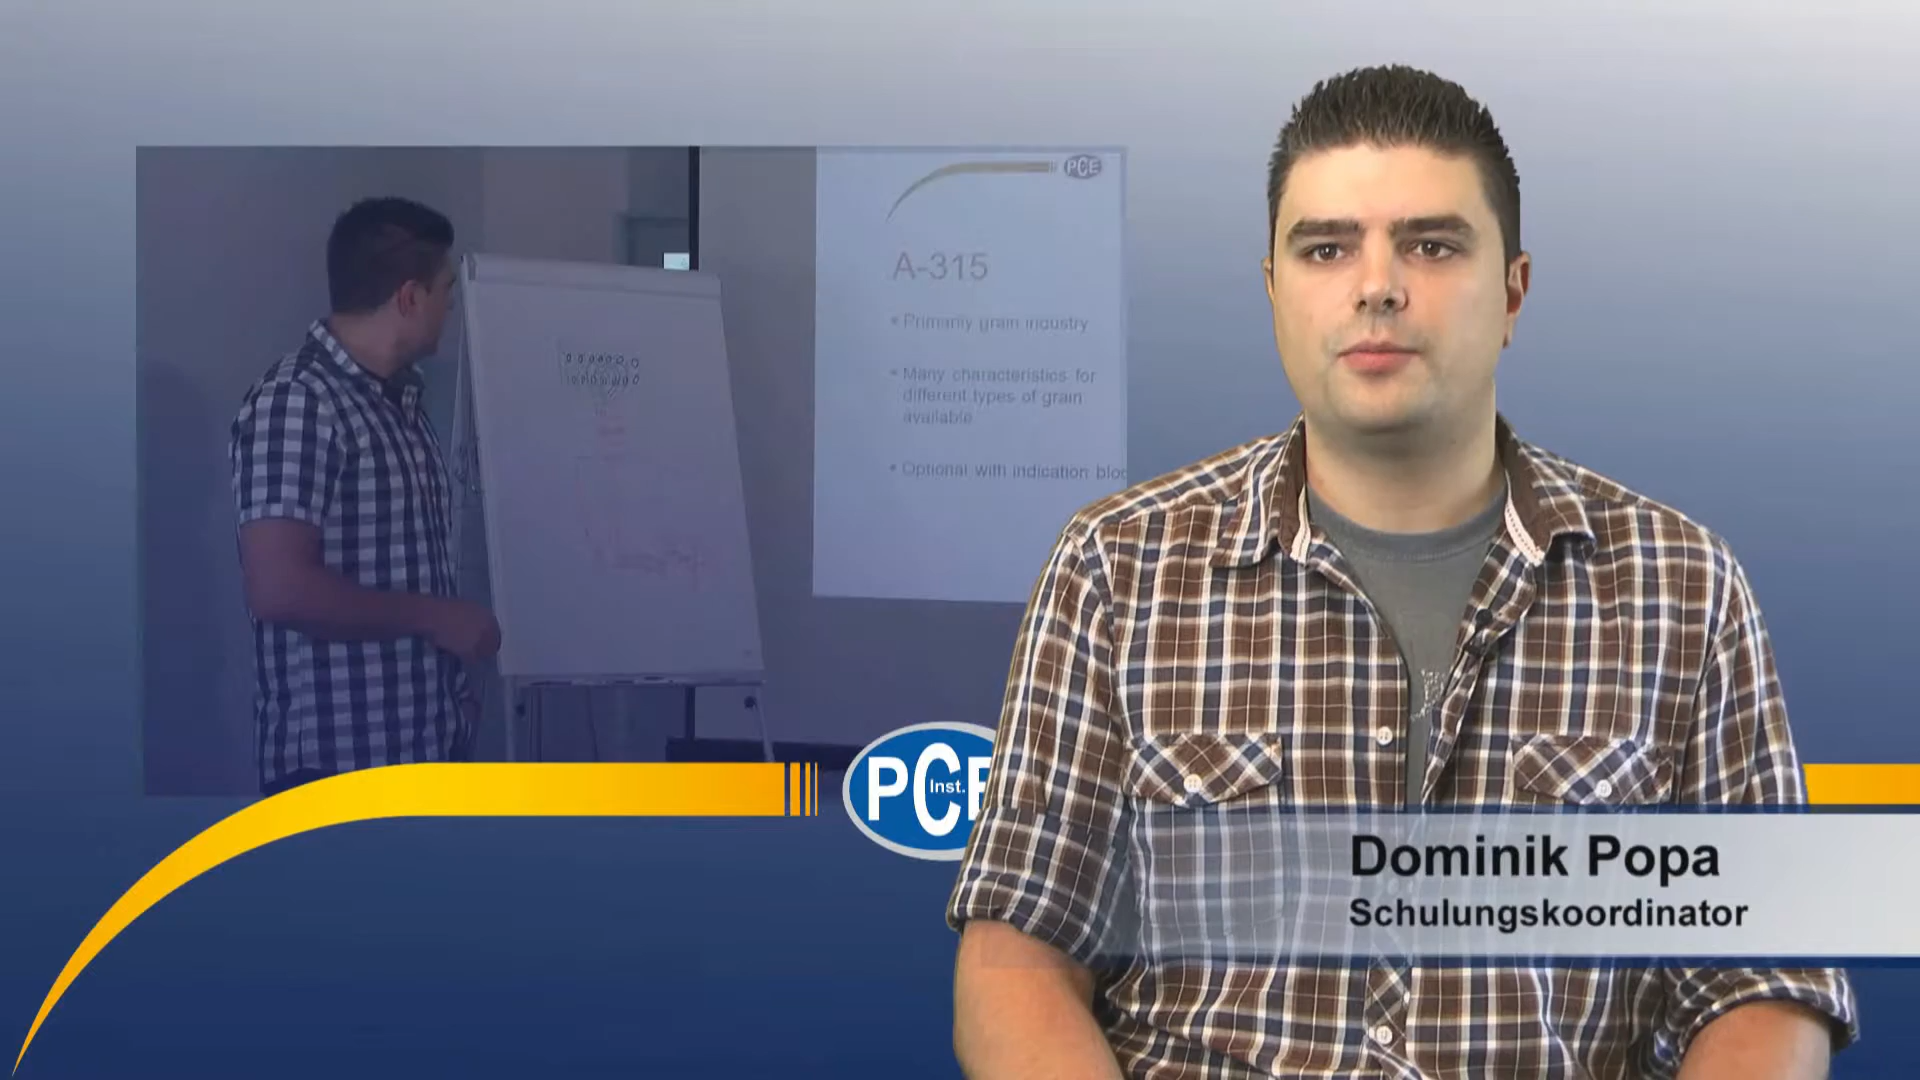 PCE
A-315
• Primarily grain industry
• Many characteristics for
different types of grain
available
• Optional with indication
PCE
Inst.
Dominik Popa
Schulungskoordinator